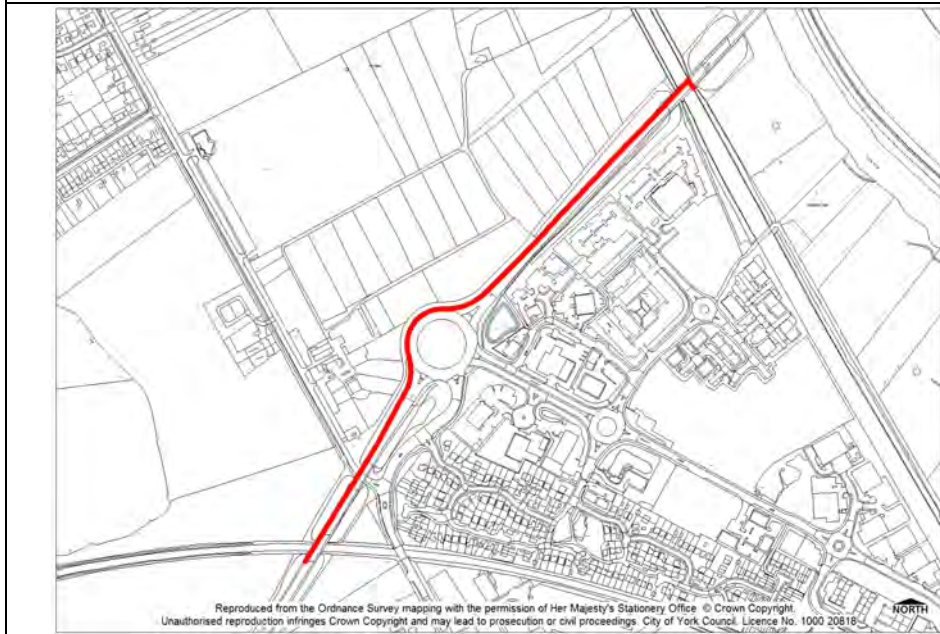 Reproduced from the Ordnance Survey mapping with the permission of Her Majesty's Stationery Office © Crown Copyright.
Unauthorised reproduction infringes Crown Copyright and may lead to prosecution or civil proceedings. City of York Council. Licence No. 1000 20818
NORTH